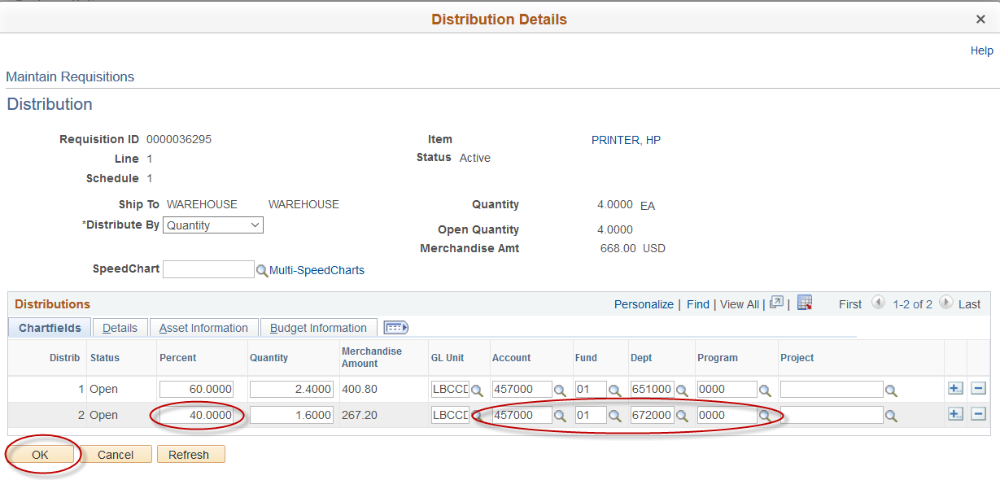 Distribution Details ×
Help
Maintain Requisitions
Distribution
Requisition ID 0000036295 Item PRINTER, HP
Line 1 Status Active
Schedule 1
Ship To WAREHOUSE WAREHOUSE Quantity 4.0000 EA
*Distribute By Quantity Open Quantity 4.0000
Merchandise Amt 668.00 USD
SpeedChart Multi-SpeedCharts
Distributions Personalize | Find | View All | | First 1-2 of 2 Last
Chartfields Details Asset Information Budget Information
Distrib Status Percent Quantity Merchandise Amount GL Unit Account Fund Dept Program Project
1 Open 60.0000 2.4000 400.80 LBCCD 457000 01 651000 0000
2 Open 40.0000 1.6000 267.20 LBCCD 457000 01 672000 0000
OK Cancel Refresh